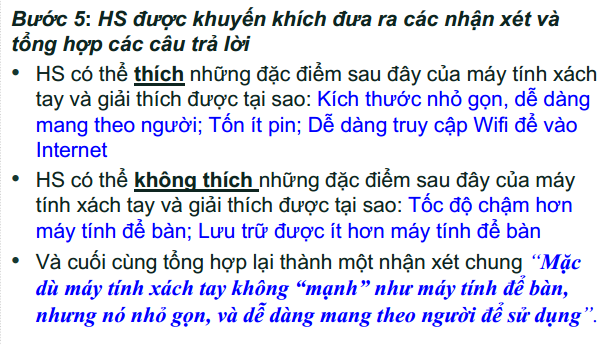 Bước 5: HS được khuyến khích đưa ra các nhận xét và
tổng hợp các câu trả lời
• HS có thể thích những đặc điểm sau đây của máy tính xách
tay và giải thích được tại sao: Kích thước nhỏ gọn, dễ dàng
mang theo người; Tốn ít pin; Dễ dàng truy cập Wifi để vào
Internet
• HS có thể không thích những đặc điểm sau đây của máy
tính xách tay và giải thích được tại sao: Tốc độ chậm hơn
máy tính để bàn; Lưu trữ được ít hơn máy tính để bàn
• Và cuối cùng tổng hợp lại thành một nhận xét chung “Mặc
dù máy tính xách tay không “mạnh” như máy tính để bàn,
nhưng nó nhỏ gọn, và dễ dàng mang theo người để sử dụng”.